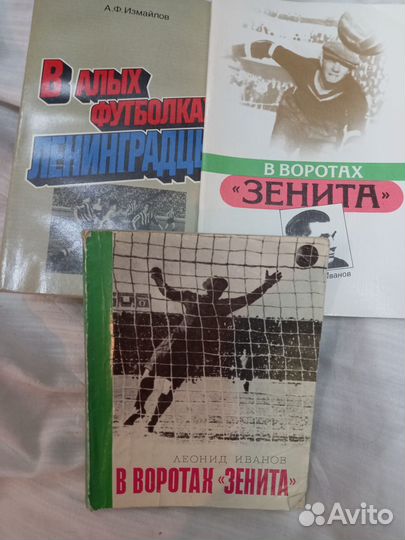 А.Ф.Измайлов
В АЛЫХ
ФУТБОЛКА
ЛЕНИНГРАДЦ
В ВОРОТАХ
«ЗЕНИТА»
Иванов
ЛЕОНИД ИВАНОВ
В ВОРОТАХ «ЗЕНИТА»
Avito